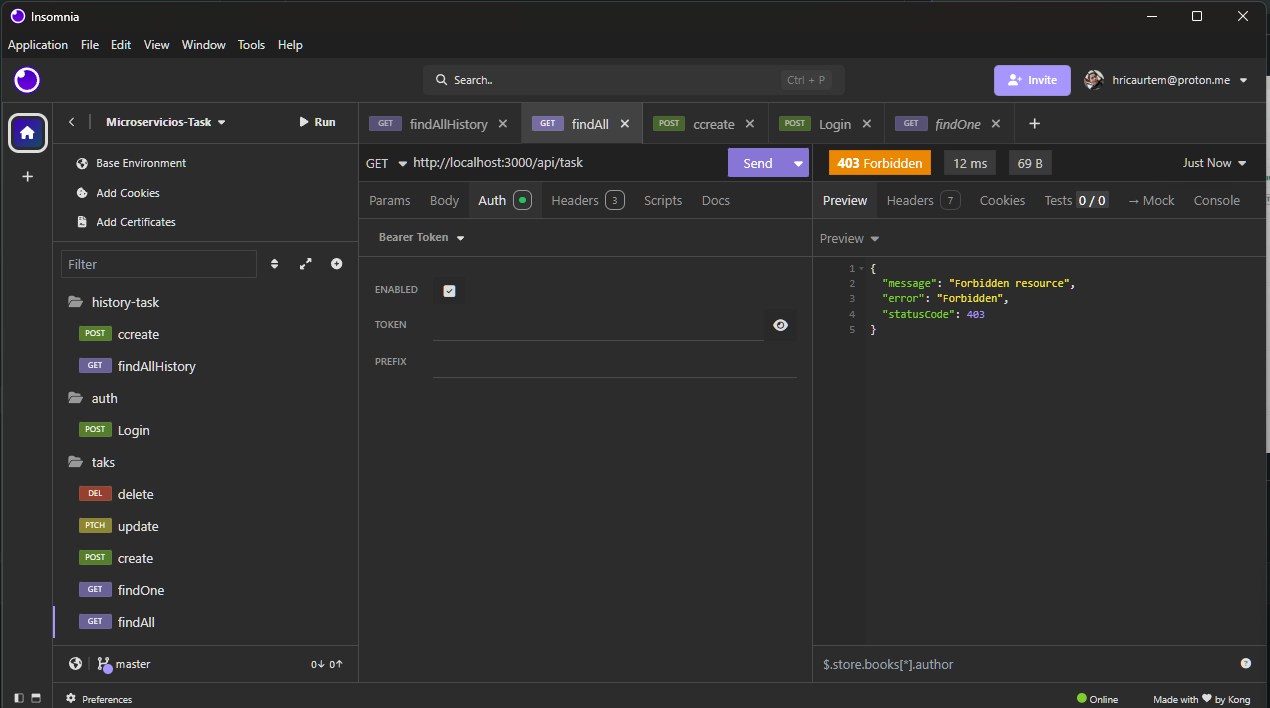 Insomnia
Application File Edit View Window Tools Help
Search.. Ctrl + P
Invite
hricaurtem@proton.me
Microservicios-Task
Run
GET findAllHistory
GET findAll
POST ccreate
POST Login
GET findOne
Base Environment
Add Cookies
Add Certificates
Filter
history-task
POST ccreate
GET findAllHistory
auth
POST Login
taks
DEL delete
PTCH update
POST create
GET findOne
GET findAll
master
0 0
GET http://localhost:3000/api/task
Send
Params Body Auth Headers 3 Scripts Docs
Bearer Token
ENABLED
TOKEN
PREFIX
403 Forbidden 12 ms 69 B
Just Now
Preview Headers 7 Cookies Tests 0 / 0 → Mock Console
Preview
1 {
2 "message": "Forbidden resource",
3 "error": "Forbidden",
4 "statusCode": 403
5 }
$.store.books[*].author
Preferences
Online
Made with ❤ by Kong